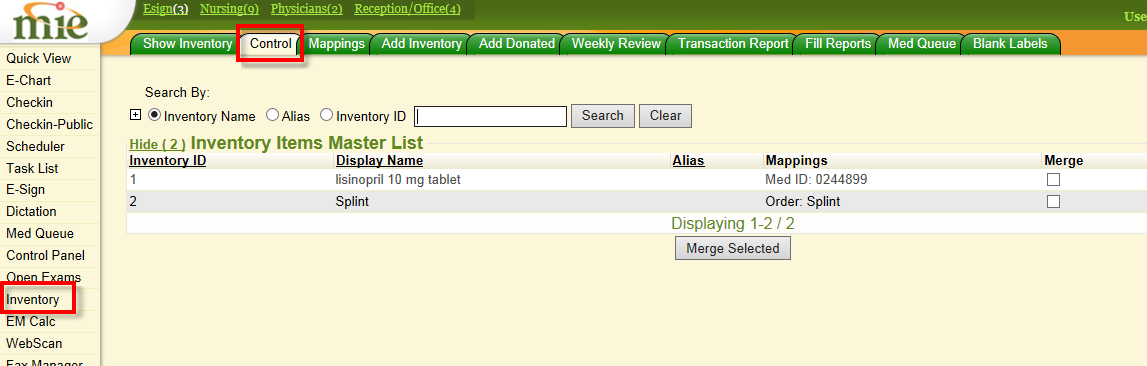 mie
Esign(3) Nursing(9) Physicians(2) Reception/Office(4)
Use
Show Inventory Control Mappings Add Inventory Add Donated Weekly Review Transaction Report Fill Reports Med Queue Blank Labels
Quick View
E-Chart
Checkin
Checkin-Public
Scheduler
Task List
E-Sign
Dictation
Med Queue
Control Panel
Open Exams
Inventory
EM Calc
WebScan
Fax Manager
Search By:
Inventory Name Alias Inventory ID Search Clear
Hide ( 2 ) Inventory Items Master List
Inventory ID Display Name Alias Mappings Merge
1 lisinopril 10 mg tablet Med ID: 0244899
2 Splint Order: Splint
Displaying 1-2 / 2
Merge Selected